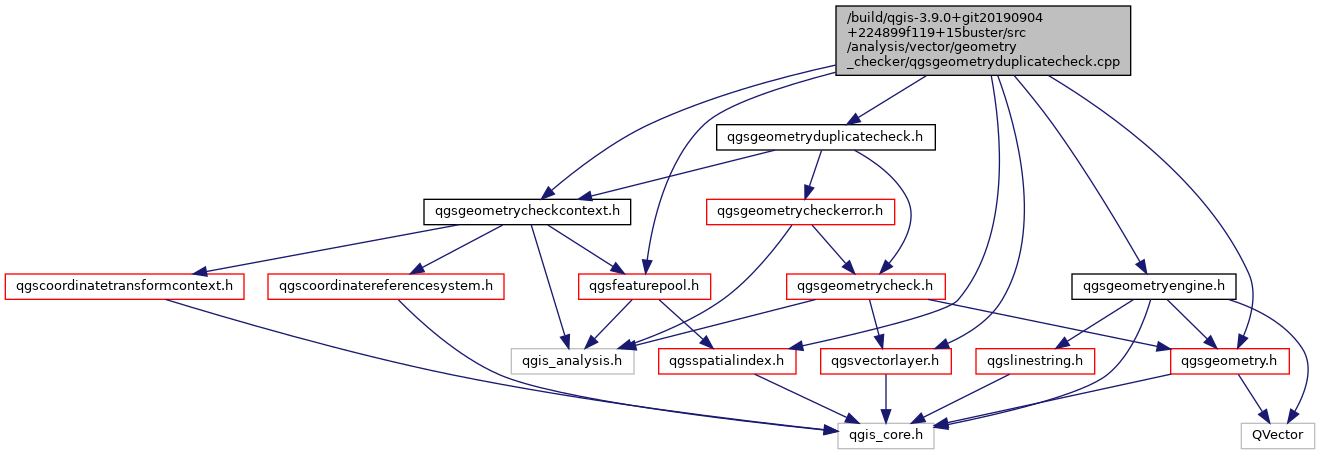 /build/qgis-3.9.0+git20190904
+224899f119+15buster/src
/analysis/vector/geometry
_checker/qgsgeometryduplicatecheck.cpp
qgsgeometryduplicatecheck.h
qgsgeometrycheckcontext.h
qgsgeometrycheckerror.h
qgscoordinatetransformcontext.h
qgscoordinatereferencesystem.h
qgsfeaturepool.h
qgsgeometrycheck.h
qgsgeometryengine.h
qgis_analysis.h
qgsspatialindex.h
qgsvectorlayer.h
qgslinestring.h
qgsgeometry.h
qgis_core.h
QVector